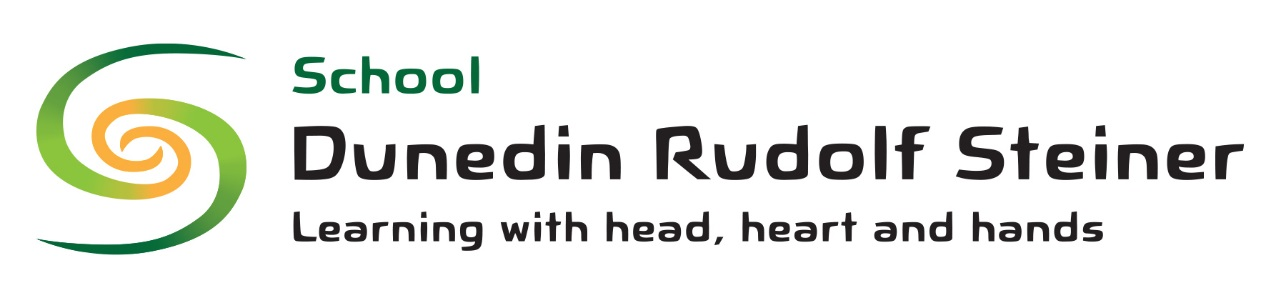 School
Dunedin Rudolf Steiner
Learning with head, heart and hands